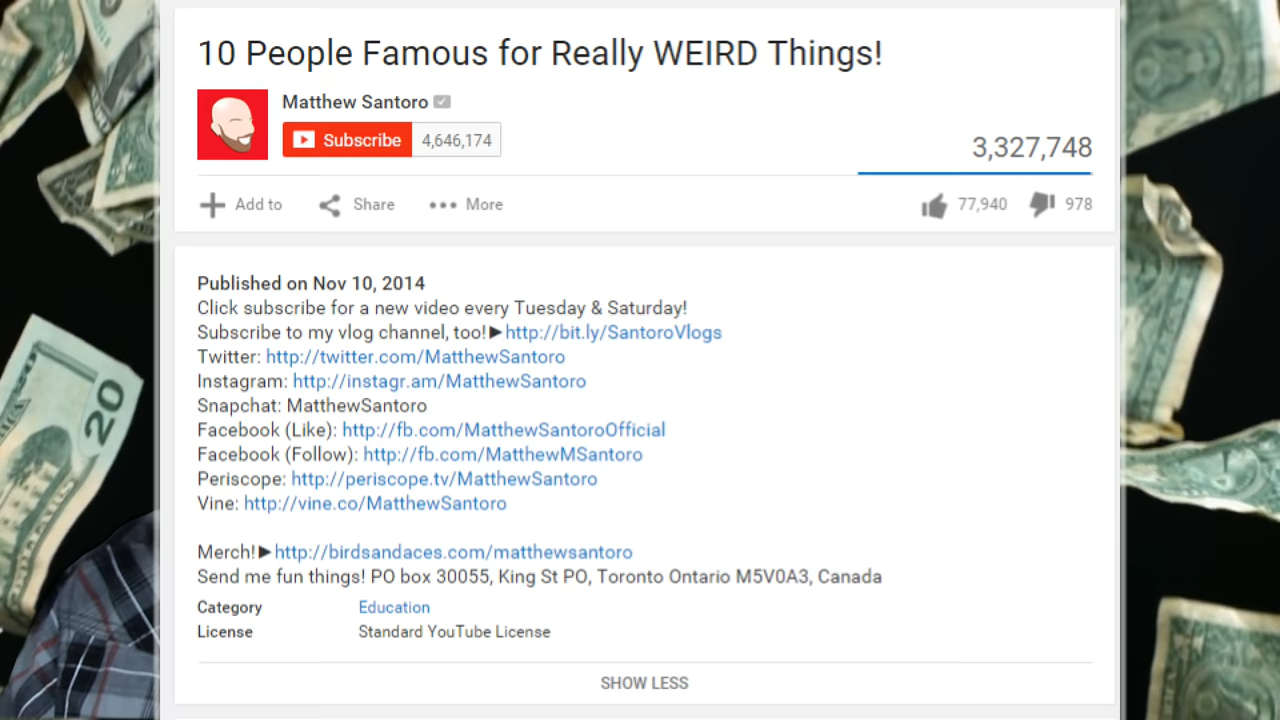 10 People Famous for Really WEIRD Things!
Matthew Santoro
Subscribe 4,646,174
3,327,748
Add to Share More 77,940 978
Published on Nov 10, 2014
Click subscribe for a new video every Tuesday & Saturday!
Subscribe to my vlog channel, too!►http://bit.ly/SantoroVlogs
Twitter: http://twitter.com/MatthewSantoro
Instagram: http://instagr.am/MatthewSantoro
Snapchat: MatthewSantoro
Facebook (Like): http://fb.com/MatthewSantoroOfficial
Facebook (Follow): http://fb.com/MatthewMSantoro
Periscope: http://periscope.tv/MatthewSantoro
Vine: http://vine.co/MatthewSantoro
Merch!►http://birdsandaces.com/matthewsantoro
Send me fun things! PO box 30055, King St PO, Toronto Ontario M5V0A3, Canada
Category Education
License Standard YouTube License
SHOW LESS
20